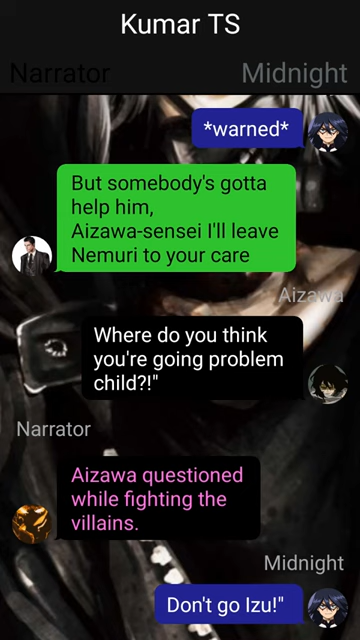 Kumar TS
Narrator
Midnight
*warned*
But somebody's gotta
help him,
Aizawa-sensei I'll leave
Nemuri to your care
Aizawa
Where do you think
you're going problem
child?!"
Narrator
Aizawa questioned
while fighting the
villains.
Midnight
Don't go Izu!"